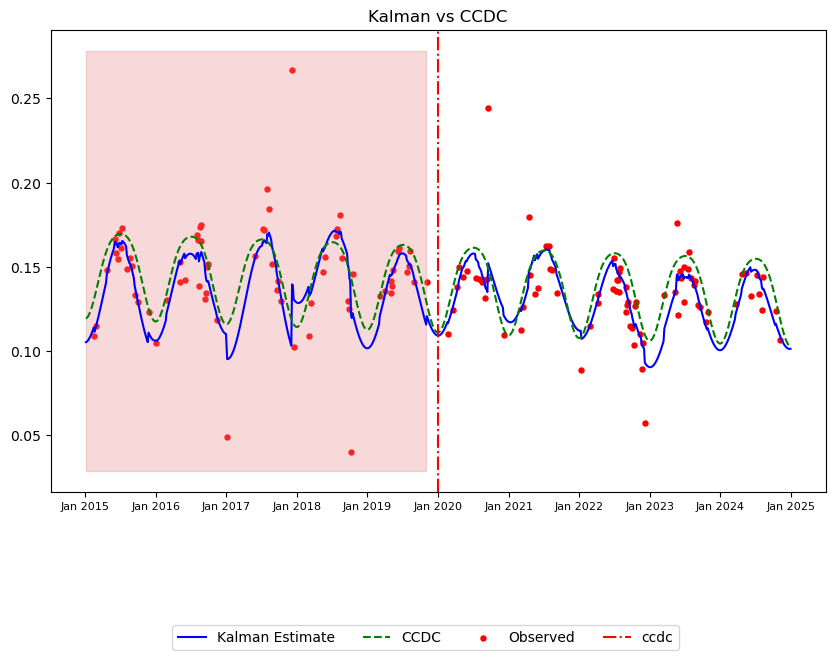 Kalman vs CCDC
0.25
0.20
0.15
0.10
0.05
Jan 2015 Jan 2016 Jan 2017 Jan 2018 Jan 2019 Jan 2020 Jan 2021 Jan 2022 Jan 2023 Jan 2024 Jan 2025
Kalman Estimate CCDC Observed ccdc